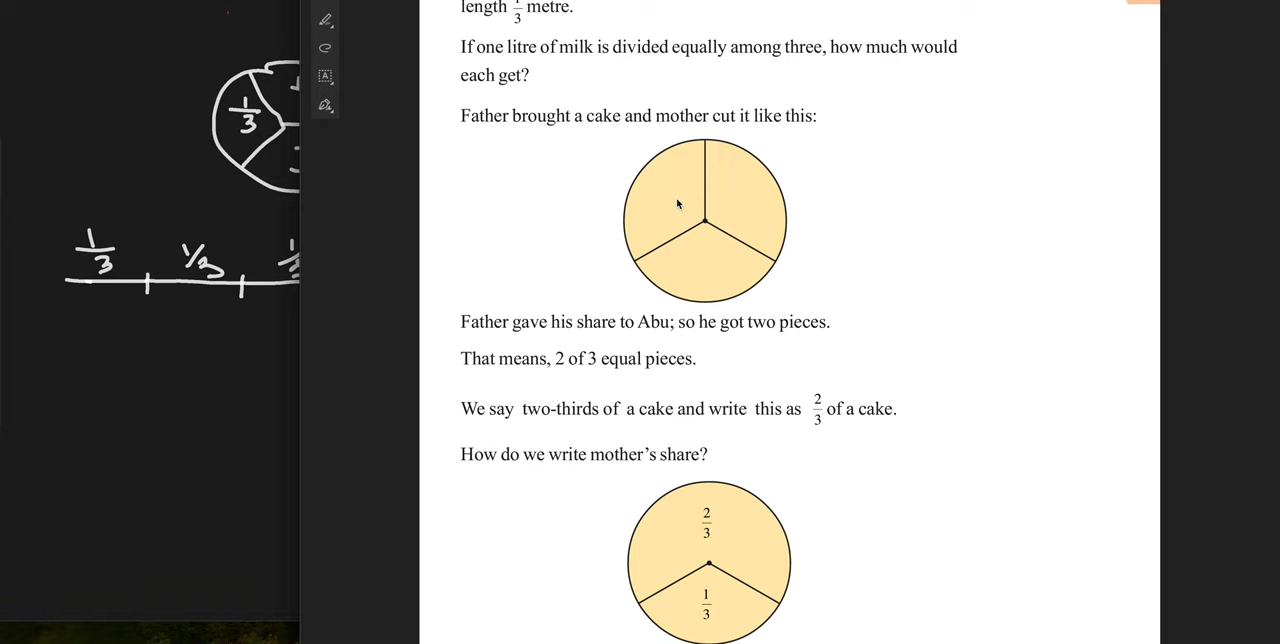 length 1/3 metre.
If one litre of milk is divided equally among three, how much would
each get?
Father brought a cake and mother cut it like this:
Father gave his share to Abu; so he got two pieces.
That means, 2 of 3 equal pieces.
We say two-thirds of a cake and write this as 2/3 of a cake.
How do we write mother's share?
2/3
1/3
1/3
1/3 1/3
A